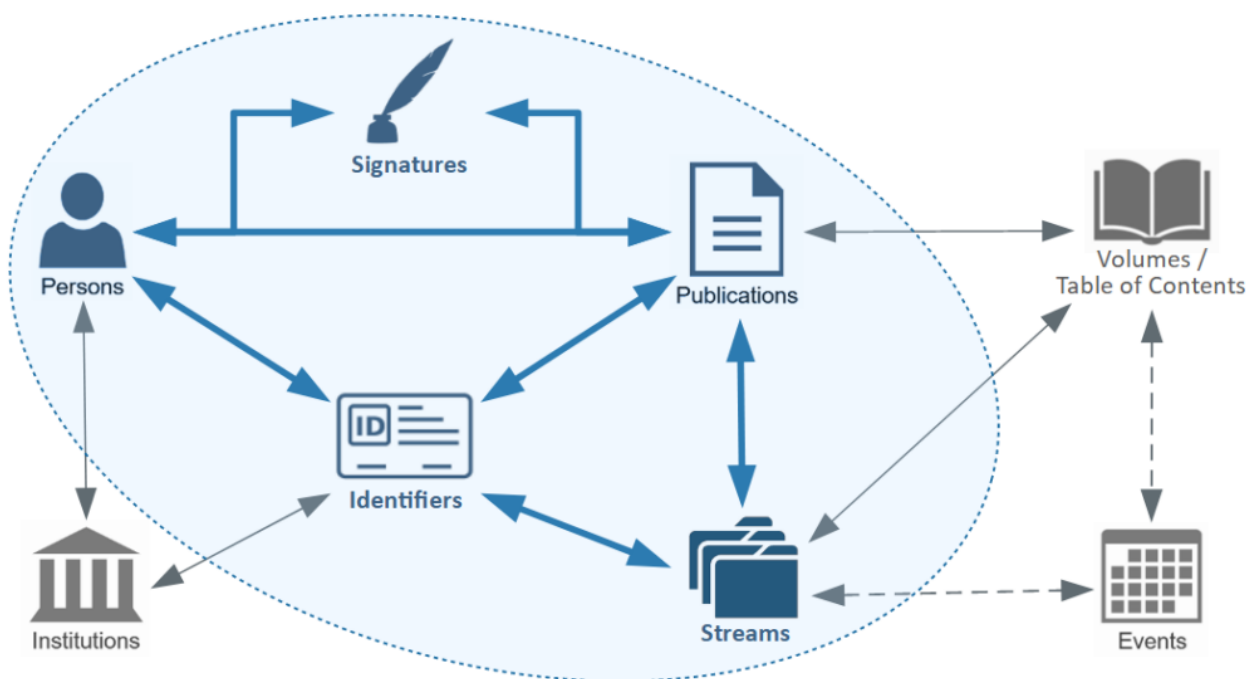 Signatures
Persons
Publications
Volumes /
Table of Contents
ID
Identifiers
Institutions
Streams
Events